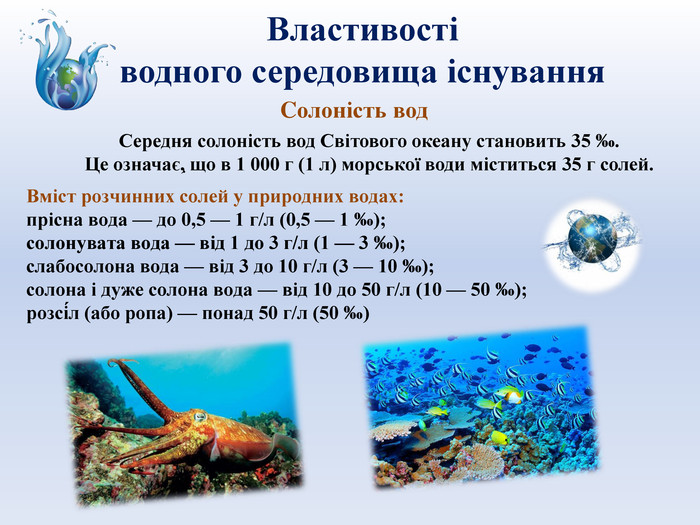 Властивості
водного середовища існування
Солоність вод
Середня солоність вод Світового океану становить 35 ‰.
Це означає, що в 1 000 г (1 л) морської води міститься 35 г солей.
Вміст розчинних солей у природних водах:
прісна вода — до 0,5 — 1 г/л (0,5 — 1 ‰);
солонувата вода — від 1 до 3 г/л (1 — 3 ‰);
слабосолона вода — від 3 до 10 г/л (3 — 10 ‰);
солона і дуже солона вода — від 10 до 50 г/л (10 — 50 ‰);
розсі́л (або ропа) — понад 50 г/л (50 ‰)